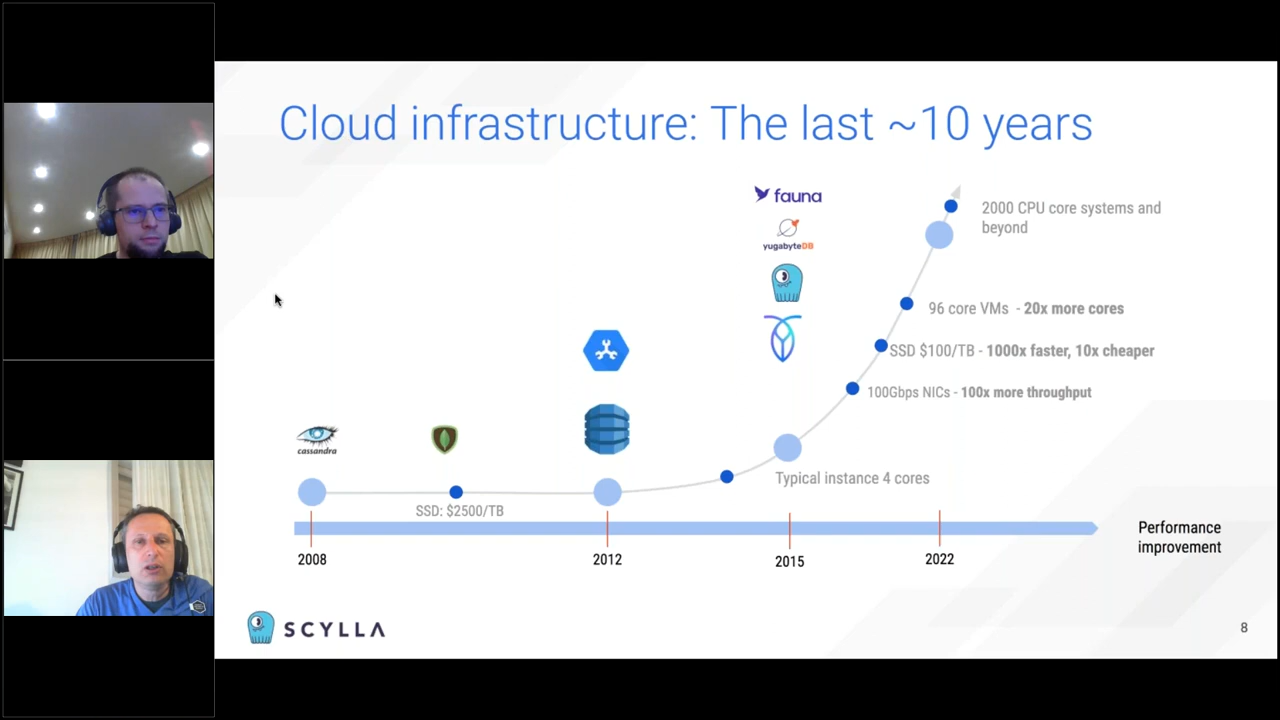 Cloud infrastructure: The last ~10 years
fauna
yugabyteDB
2000 CPU core systems and
beyond
96 core VMs - 20x more cores
SSD $100/TB - 1000x faster, 10x cheaper
100Gbps NICs - 100x more throughput
cassandra
Typical instance 4 cores
SSD: $2500/TB
Performance
improvement
2008
2012
2015
2022
SCYLLA
8